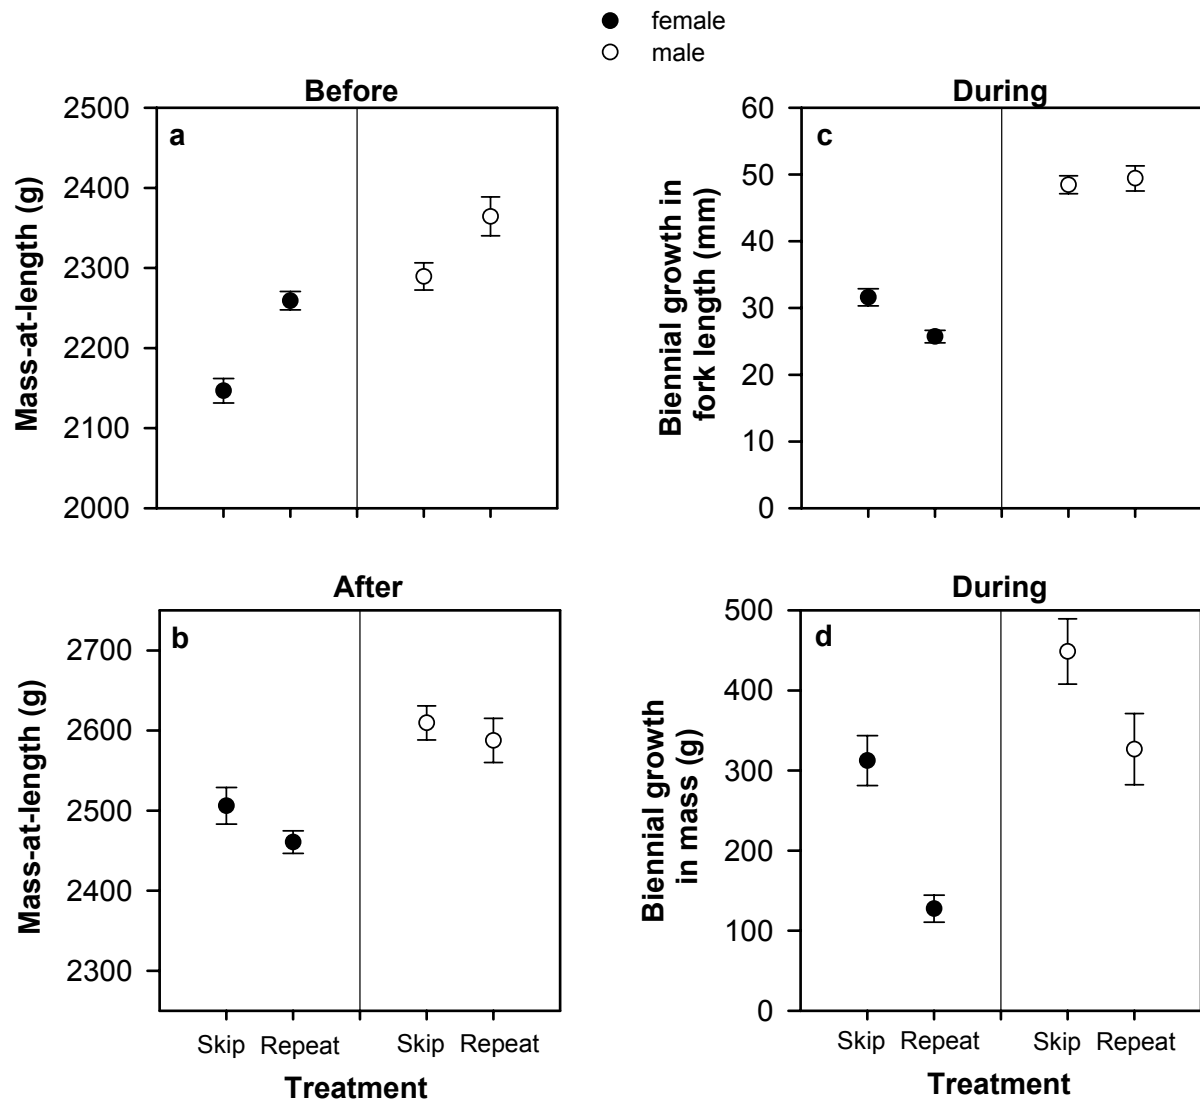 female
male
Before
a
Mass-at-length (g)
2500
2400
2300
2200
2100
2000
During
c
Biennial growth in
fork length (mm)
60
50
40
30
20
10
0
After
b
Mass-at-length (g)
2700
2600
2500
2400
2300
Skip Repeat Skip Repeat
Treatment
During
d
Biennial growth
in mass (g)
500
400
300
200
100
0
Skip Repeat Skip Repeat
Treatment